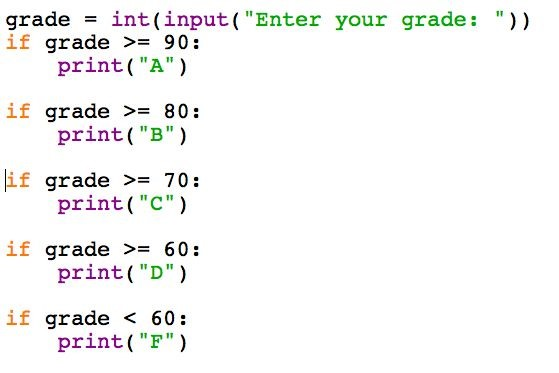 grade = int(input("Enter your grade: "))
if grade >= 90:
    print("A")

if grade >= 80:
    print("B")

if grade >= 70:
    print("C")

if grade >= 60:
    print("D")

if grade < 60:
    print("F")